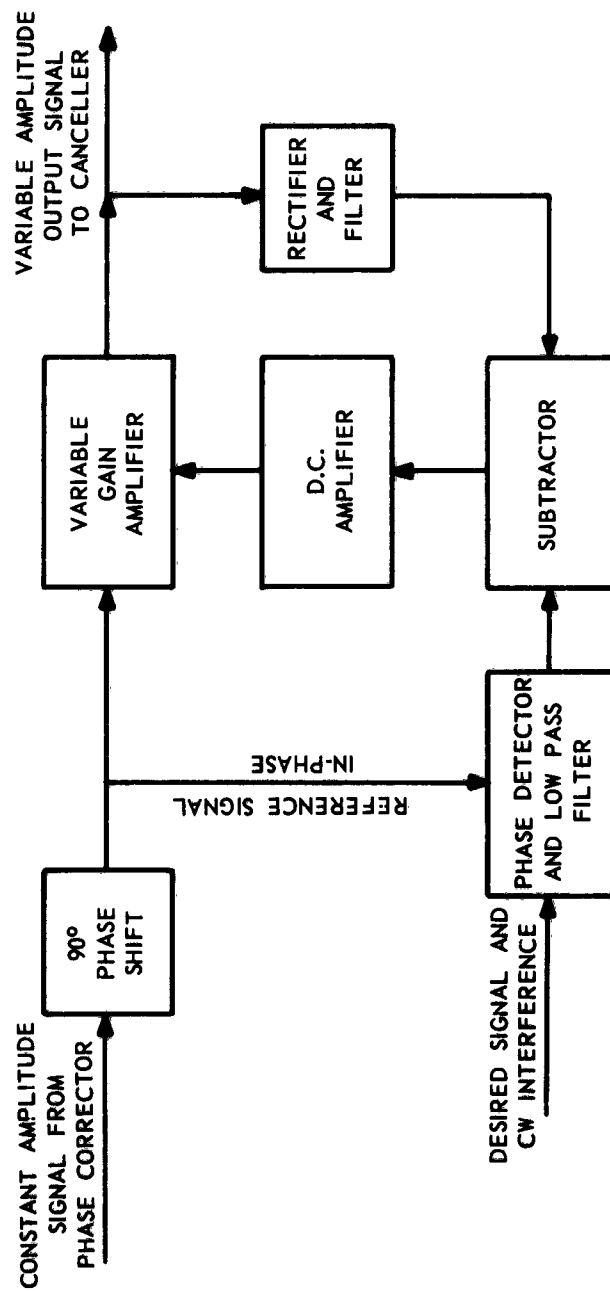 CONSTANT AMPLITUDE
SIGNAL FROM
PHASE CORRECTOR
90°
PHASE
SHIFT
VARIABLE
GAIN
AMPLIFIER
VARIABLE AMPLITUDE
OUTPUT SIGNAL
TO CANCELLER
REFERENCE SIGNAL
IN-PHASE
D.C.
AMPLIFIER
RECTIFIER
AND
FILTER
DESIRED SIGNAL AND
CW INTERFERENCE
PHASE DETECTOR
AND LOW PASS
FILTER
SUBTRACTOR